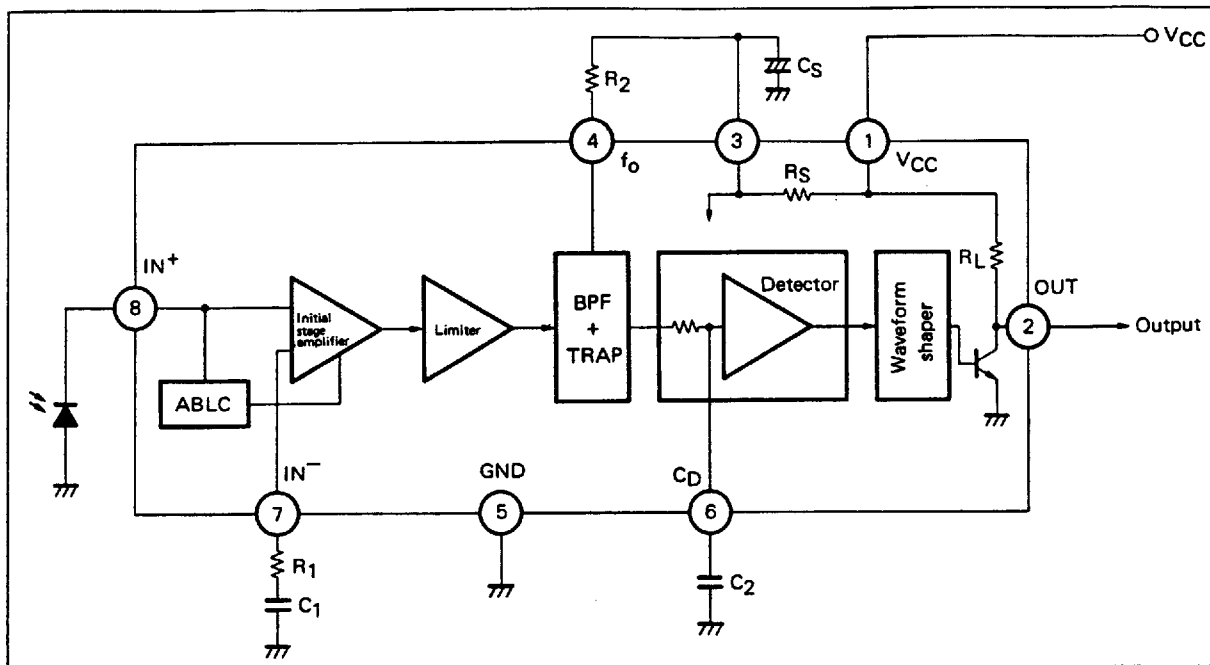 VCC
R2
CS
4
3
1
fo
VCC
RS
RL
IN+
OUT
8
Initial
stage
amplifier
Limiter
BPF
+
TRAP
Detector
Waveform
shaper
2
Output
ABLC
IN−
GND
CD
7
5
6
R1
C1
C2